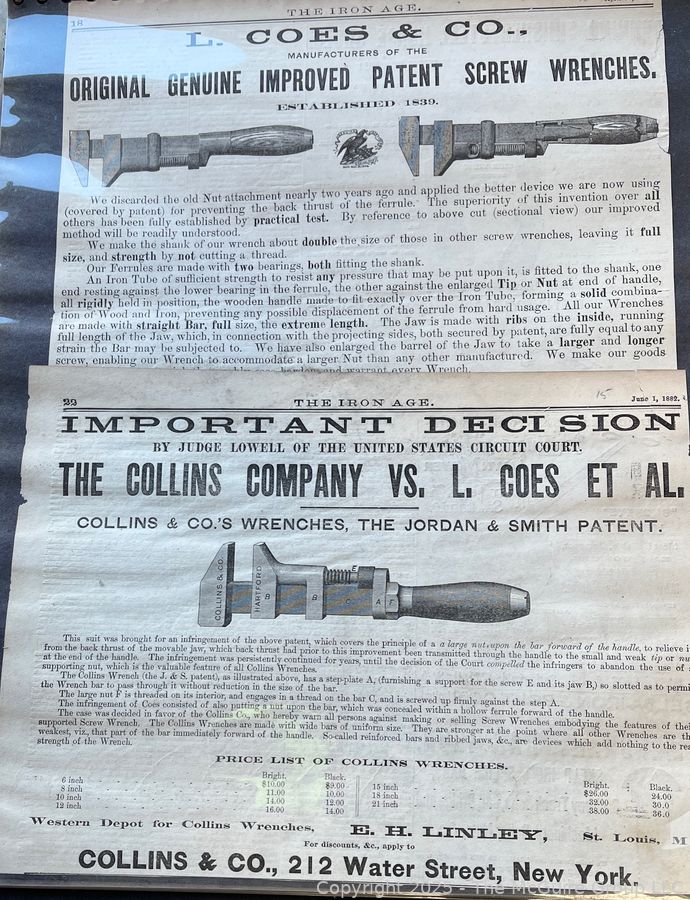 18
THE IRON AGE.
L. COES & CO.,
MANUFACTURERS OF THE
ORIGINAL GENUINE IMPROVED PATENT SCREW WRENCHES.
ESTABLISHED 1839.
We discarded the old Nut attachment nearly two years ago and applied the better device we are now using
(covered by patent) for preventing the back thrust of the ferrule. The superiority of this invention over all
others has been fully established by practical test. By reference to above cut (sectional view) our improved
method will be readily understood.
We make the shank of our wrench about double the size of those in other screw wrenches, leaving it full
size, and strength by not cutting a thread.
Our Ferrules are made with two bearings, both fitting the shank.
An Iron Tube of sufficient strength to resist any pressure that may be put upon it, is fitted to the shank, one
end resting against the lower bearing in the ferrule, the other against the enlarged Tip or Nut at end of handle,
all rigidly held in position, the wooden handle made to fit exactly over the Iron Tube, forming a solid combina-
tion of Wood and Iron, preventing any possible displacement of the ferrule from hard usage. All our Wrenches
are made with straight Bar, full size, the extreme length. The Jaw is made with ribs on the inside, running
full length of the Jaw, which, in connection with the projecting sides, both secured by patent, are fully equal to any
strain the Bar may be subjected to. We have also enlarged the barrel of the Jaw to take a larger and longer
screw, enabling our Wrench to accommodate a larger Nut than any other manufactured. We make our goods
and warrant every Wrench.
22
THE IRON AGE.
15
June 1, 1882.
IMPORTANT DECISION
BY JUDGE LOWELL OF THE UNITED STATES CIRCUIT COURT.
THE COLLINS COMPANY VS. L. COES ET AL.
COLLINS & CO.'S WRENCHES, THE JORDAN & SMITH PATENT.
COLLINS & CO.
HARTFORD
B
B
E
C
A
F
This suit was brought for an infringement of the above patent, which covers the principle of a a large nut upon the bar forward of the handle, to relieve it
from the back thrust of the movable jaw, which back thrust had prior to this improvement been transmitted through the handle to the small and weak tip or nu
at the end of the handle. The infringement was persistently continued for years, until the decision of the Court compelled the infringers to abandon the use of
supporting nut, which is the valuable feature of all Collins Wrenches.
The Collins Wrench (the J. & S. patent), as illustrated above, has a step-plate A, (furnishing a support for the screw E and its jaw B,) so slotted as to permi
the Wrench bar to pass through it without reduction in the size of the bar.
The large nut F is threaded on its interior, and engages in a thread on the bar C, and is screwed up firmly against the step A.
The infringement of Coes consisted of also putting a nut upon the bar, which was concealed within a hollow ferrule forward of the handle.
The case was decided in favor of the Collins Co., who hereby warn all persons against making or selling Screw Wrenches embodying the features of thei
supported Screw Wrench. The Collins Wrenches are made with wide bars of uniform size. They are stronger at the point where all other Wrenches are th
weakest, viz., that part of the bar immediately forward of the handle. So-called reinforced bars and ribbed jaws, &c., are devices which add nothing to the rea
strength of the Wrench.
PRICE LIST OF COLLINS WRENCHES.
Bright. Black. Bright. Black.
6 inch $10.00 $9.00 15 inch $26.00 24.00
8 inch 11.00 10.00 18 inch 32.00 30.0
10 inch 14.00 12.00 21 inch 38.00 36.0
12 inch 16.00 14.00
Western Depot for Collins Wrenches, E. H. LINLEY, St. Louis, M
For discounts, &c., apply to
COLLINS & CO., 212 Water Street, New York.
Copyright 2025 - The McGuire Group LLC